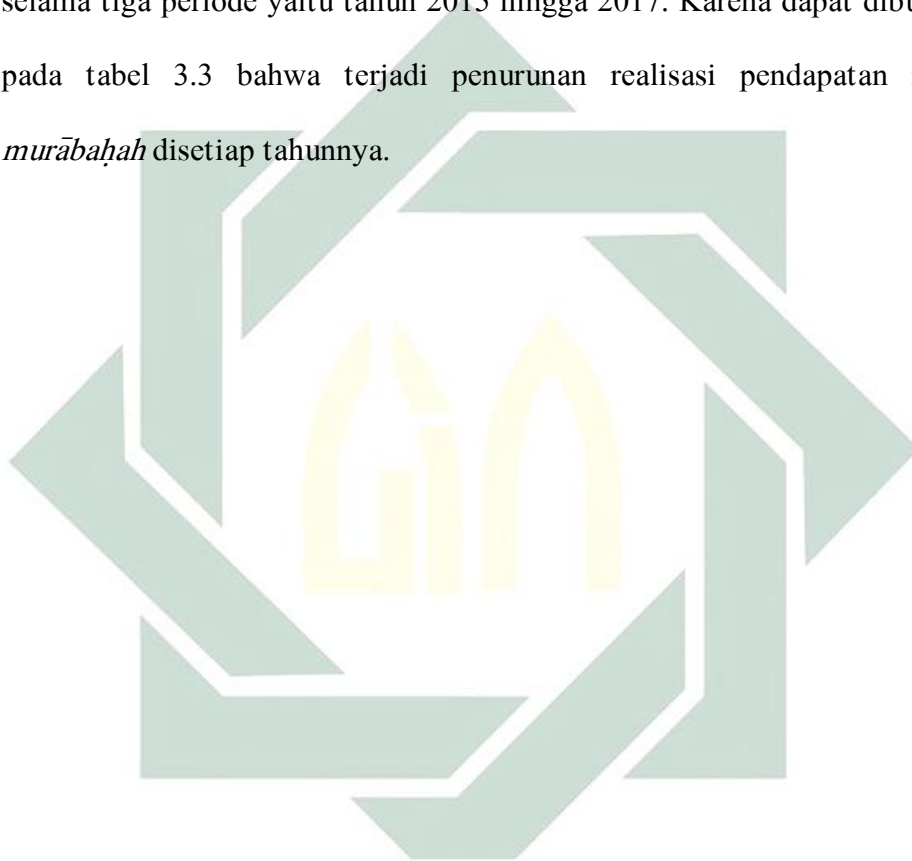 selama tiga periode yaitu tahun 2015 hingga 2017. Karena dapat
pada tabel 3.3 bahwa terjadi penurunan realisasi pendapatan
murābaḥah disetiap tahunnya.